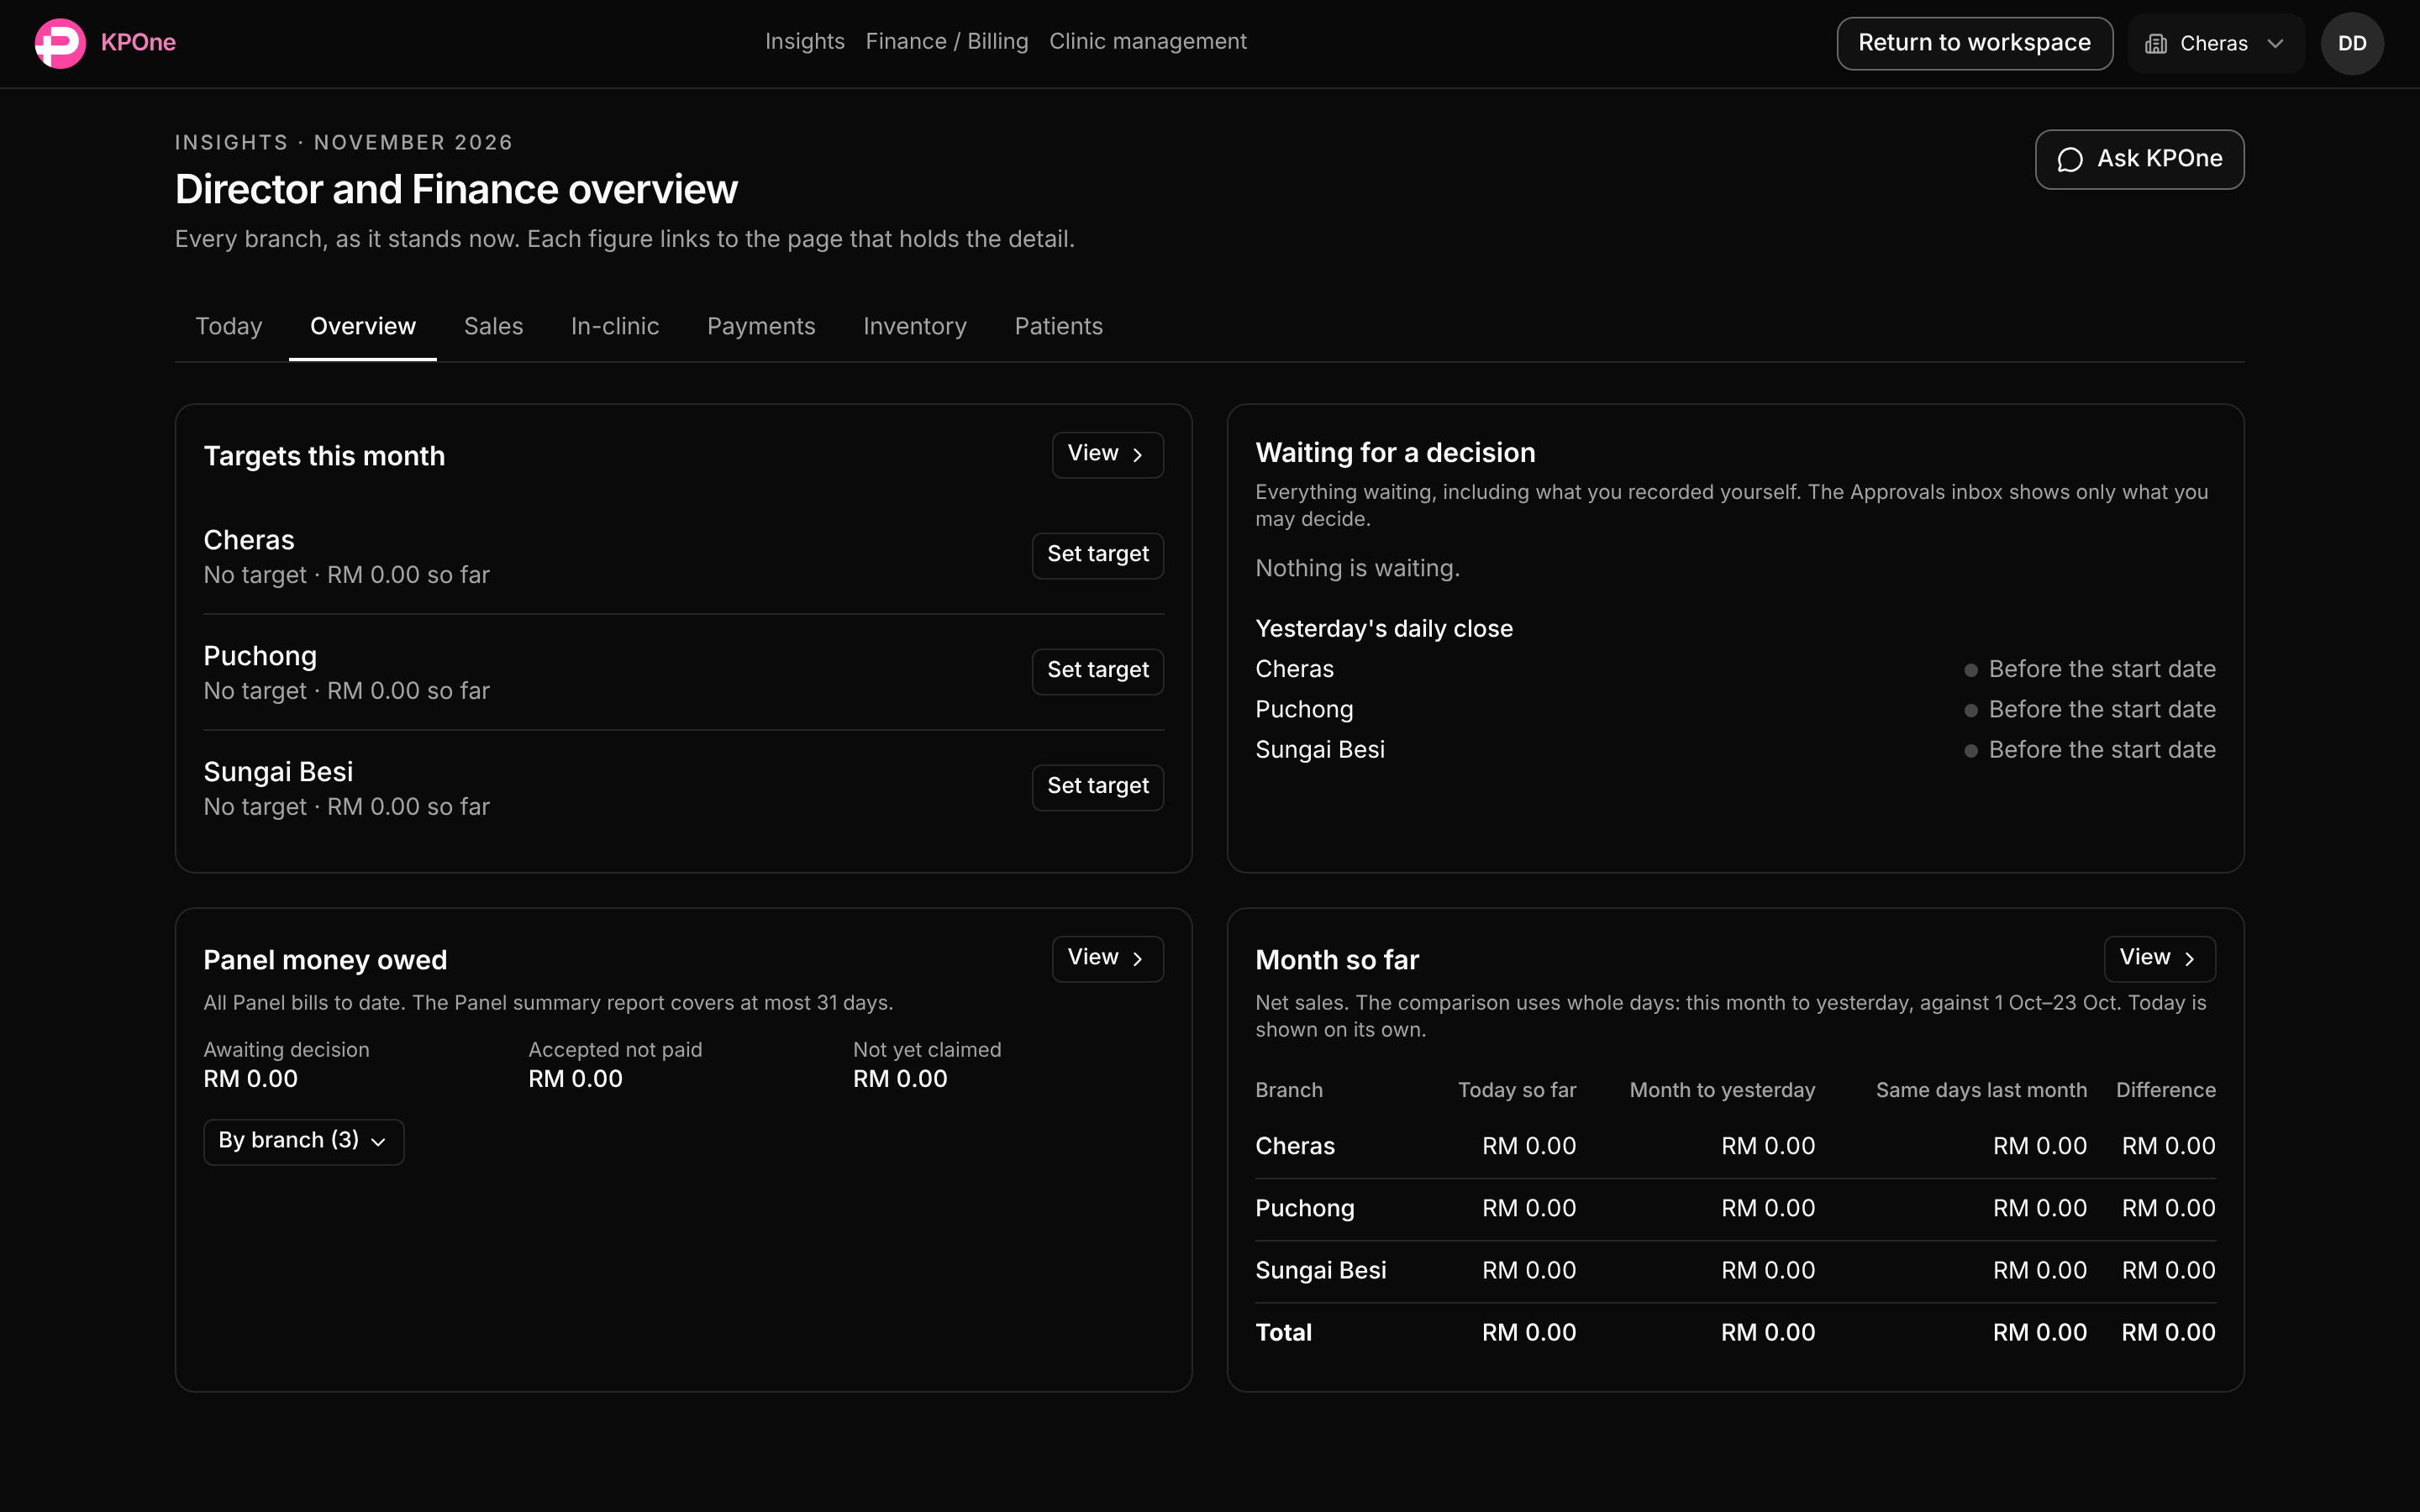 KPOne
Insights
Finance / Billing
Clinic management
Return to workspace
Cheras
DD
INSIGHTS · NOVEMBER 2026
Director and Finance overview
Every branch, as it stands now. Each figure links to the page that holds the detail.
Ask KPOne
Today
Overview
Sales
In-clinic
Payments
Inventory
Patients
Targets this month
View
Cheras
No target · RM 0.00 so far
Set target
Puchong
No target · RM 0.00 so far
Set target
Sungai Besi
No target · RM 0.00 so far
Set target
Waiting for a decision
Everything waiting, including what you recorded yourself. The Approvals inbox shows only what you
may decide.
Nothing is waiting.
Yesterday's daily close
Cheras
Before the start date
Puchong
Before the start date
Sungai Besi
Before the start date
Panel money owed
View
All Panel bills to date. The Panel summary report covers at most 31 days.
Awaiting decision
RM 0.00
Accepted not paid
RM 0.00
Not yet claimed
RM 0.00
By branch (3)
Month so far
View
Net sales. The comparison uses whole days: this month to yesterday, against 1 Oct–23 Oct. Today is
shown on its own.
Branch Today so far Month to yesterday Same days last month Difference
Cheras RM 0.00 RM 0.00 RM 0.00 RM 0.00
Puchong RM 0.00 RM 0.00 RM 0.00 RM 0.00
Sungai Besi RM 0.00 RM 0.00 RM 0.00 RM 0.00
Total RM 0.00 RM 0.00 RM 0.00 RM 0.00